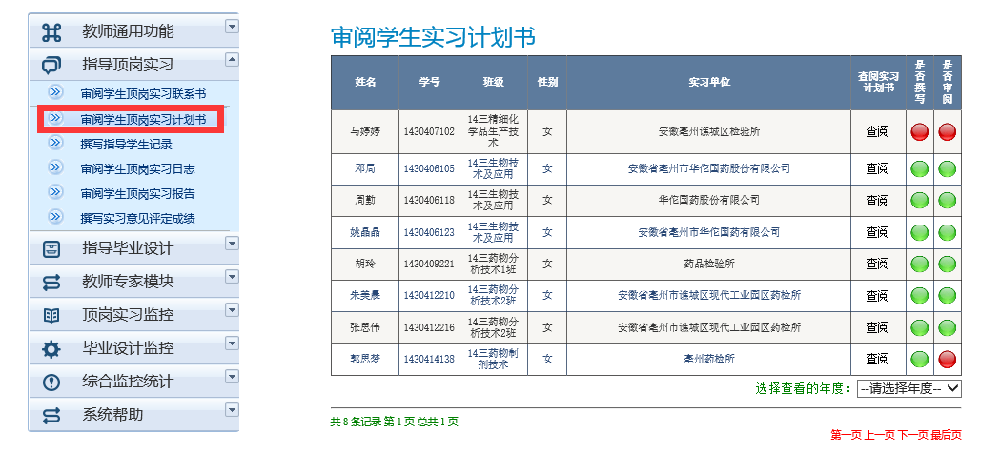 教师通用功能
指导顶岗实习
审阅学生顶岗实习联系书
审阅学生顶岗实习计划书
撰写指导学生记录
审阅学生顶岗实习日志
审阅学生顶岗实习报告
撰写实习意见评定成绩
指导毕业设计
教师专家模块
顶岗实习监控
毕业设计监控
综合监控统计
系统帮助
审阅学生实习计划书
姓名 学号 班级 性别 实习单位 查阅实习计划书 是否撰写 是否审阅
马婷婷 1430407102 14三精细化学品生产技术 女 安徽亳州谯城区检验所 查阅
邓局 1430406105 14三生物技术及应用 女 安徽省亳州市华佗国药股份有限公司 查阅
周勤 1430406118 14三生物技术及应用 女 华佗国药股份有限公司 查阅
姚晶晶 1430406123 14三生物技术及应用 女 安徽省亳州市华佗国药有限公司 查阅
胡玲 1430409221 14三药物分析技术1班 女 药品检验所 查阅
朱美晨 1430412210 14三药物分析技术2班 女 安徽省亳州市谯城区现代工业园区药检所 查阅
张思伟 1430412216 14三药物分析技术2班 女 安徽省亳州市谯城区现代工业园区药检所 查阅
郭思梦 1430414138 14三药物制剂技术 女 亳州药检所 查阅
选择查看的年度：--请选择年度--
共8条记录 第1页 总共1页
第一页 上一页 下一页 最后页